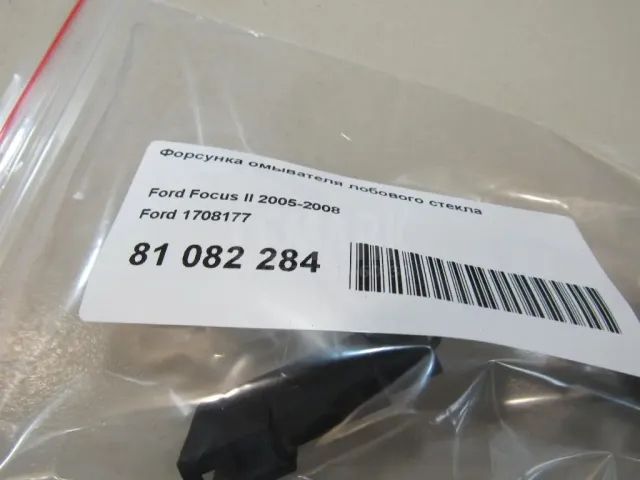 Форсунка омывателя лобового стекла
Ford Focus II 2005-2008
Ford 1708177
81 082 284